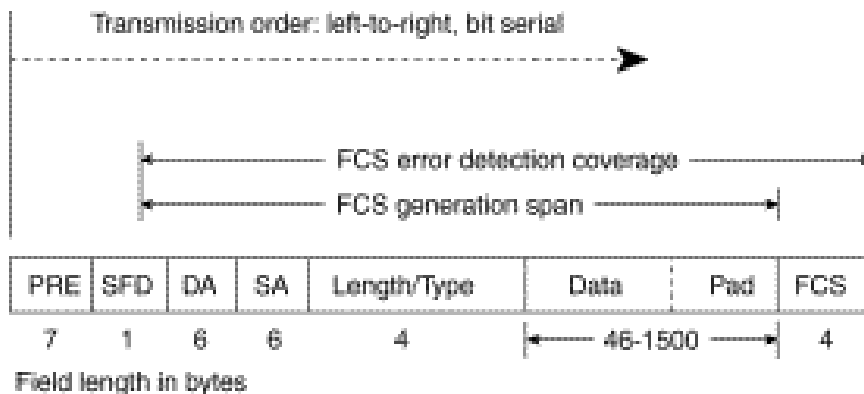 Transmission order: left-to-right, bit serial
FCS error detection coverage
FCS generation span
PRE SFD DA SA Length/Type Data Pad FCS
7 1 6 6 4 46-1500 4
Field length in bytes